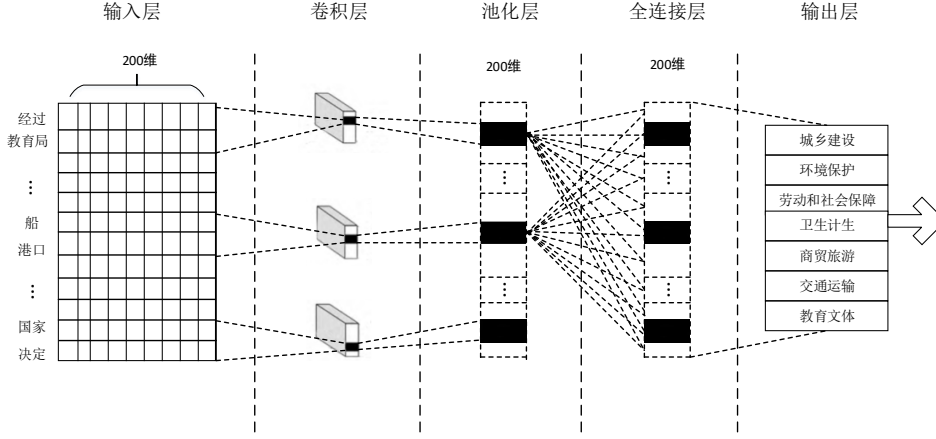 输入层
卷积层
池化层
全连接层
输出层
200维
200维
200维
经过
教育局
...
船
港口
...
国家
决定
...
...
...
...
城乡建设
环境保护
劳动和社会保障
卫生计生
商贸旅游
交通运输
教育文体